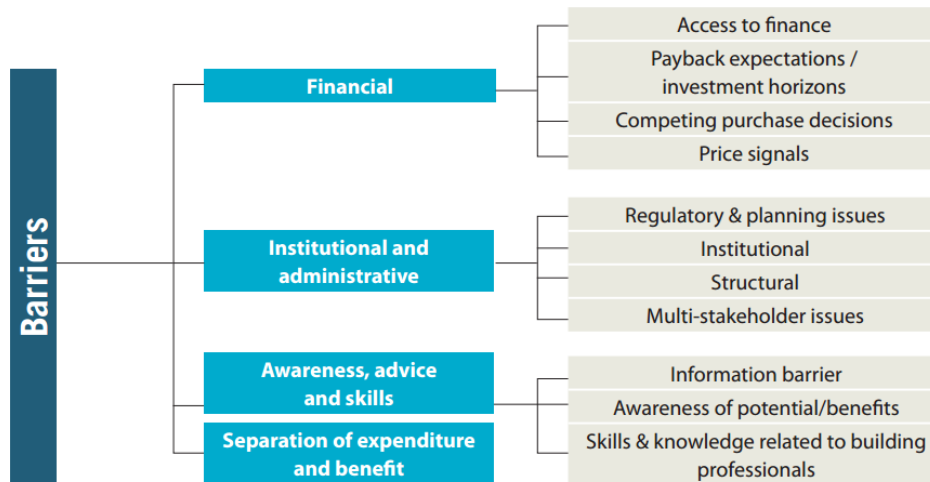 Barriers
Financial
Access to finance
Payback expectations /
investment horizons
Competing purchase decisions
Price signals
Institutional and
administrative
Regulatory & planning issues
Institutional
Structural
Multi-stakeholder issues
Awareness, advice
and skills
Information barrier
Awareness of potential/benefits
Skills & knowledge related to building
professionals
Separation of expenditure
and benefit